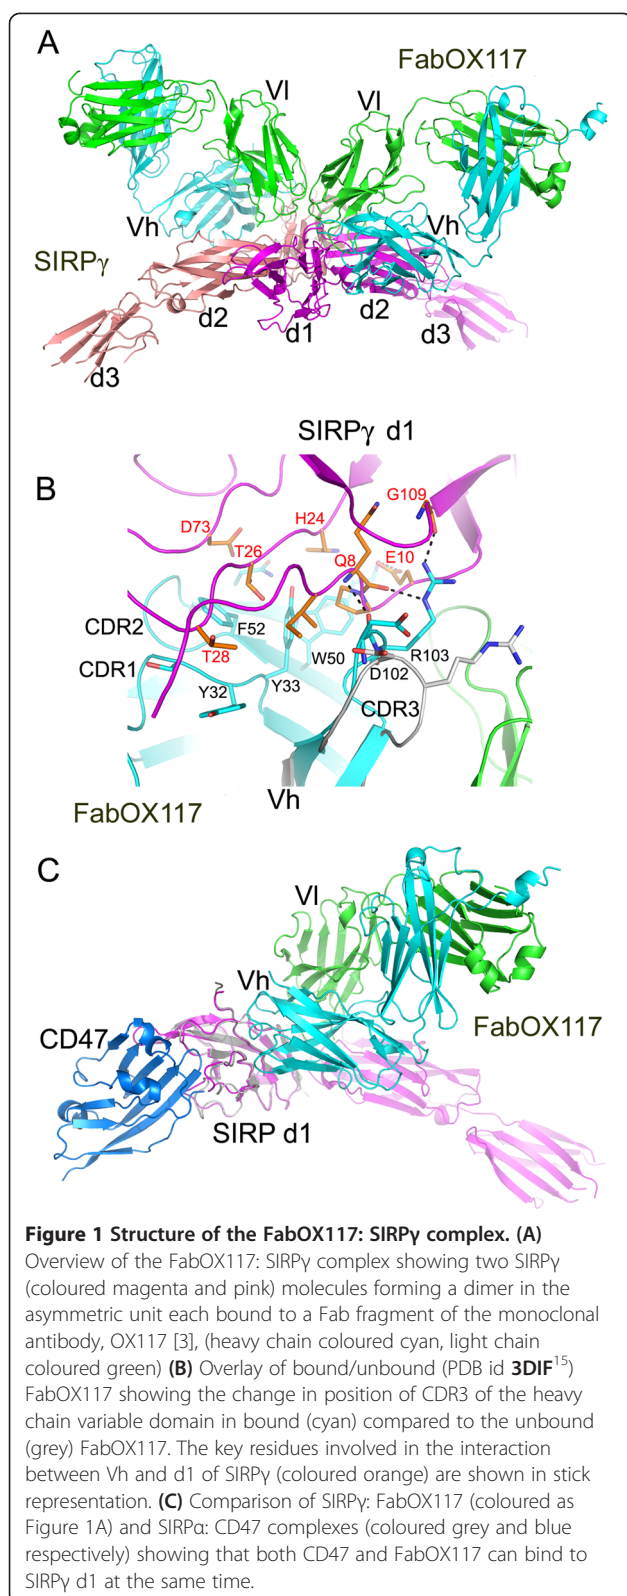 A
Vl
Vl
FabOX117
Vh
Vh
SIRPγ
d2
d1
d2
d3
d3
SIRPγ d1
B
G109
D73
H24
T26
Q8
E10
CDR2
F52
CDR1
T28
W50
R103
D102
Y32
Y33
CDR3
FabOX117
Vh
C
Vl
Vh
CD47
FabOX117
SIRP d1
Figure 1 Structure of the FabOX117: SIRPγ complex. (A)
Overview of the FabOX117: SIRPγ complex showing two SIRPγ
(coloured magenta and pink) molecules forming a dimer in the
asymmetric unit each bound to a Fab fragment of the monoclonal
antibody, OX117 [3], (heavy chain coloured cyan, light chain
coloured green) (B) Overlay of bound/unbound (PDB id 3DIF15)
FabOX117 showing the change in position of CDR3 of the heavy
chain variable domain in bound (cyan) compared to the unbound
(grey) FabOX117. The key residues involved in the interaction
between Vh and d1 of SIRPγ (coloured orange) are shown in stick
representation. (C) Comparison of SIRPγ: FabOX117 (coloured as
Figure 1A) and SIRPα: CD47 complexes (coloured grey and blue
respectively) showing that both CD47 and FabOX117 can bind to
SIRPγ d1 at the same time.